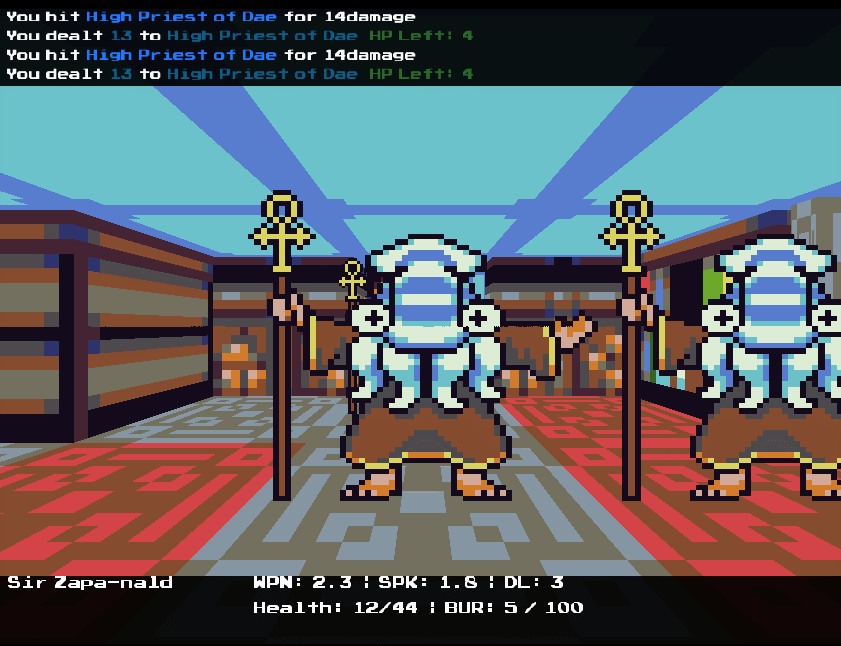 You hit High Priest of Dae for 14damage
You dealt 13 to High Priest of Dae HP Left: 4
You hit High Priest of Dae for 14damage
You dealt 13 to High Priest of Dae HP Left: 4
Sir Zapa-nald
WPN: 2.3 | SPK: 1.8 | DL: 3
Health: 12/44 | BUR: 5 / 100